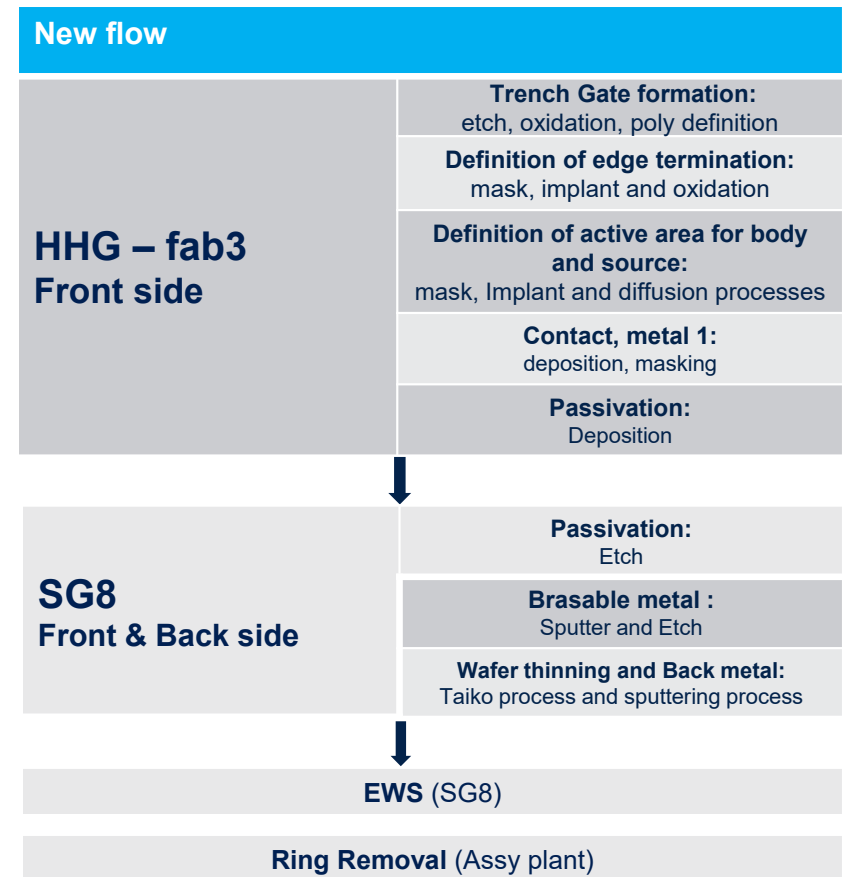 New flow
HHG – fab3
Front side
Trench Gate formation:
etch, oxidation, poly definition
Definition of edge termination:
mask, implant and oxidation
Definition of active area for body
and source:
mask, Implant and diffusion processes
Contact, metal 1:
deposition, masking
Passivation:
Deposition
SG8
Front & Back side
Passivation:
Etch
Brasable metal :
Sputter and Etch
Wafer thinning and Back metal:
Taiko process and sputtering process
EWS (SG8)
Ring Removal (Assy plant)